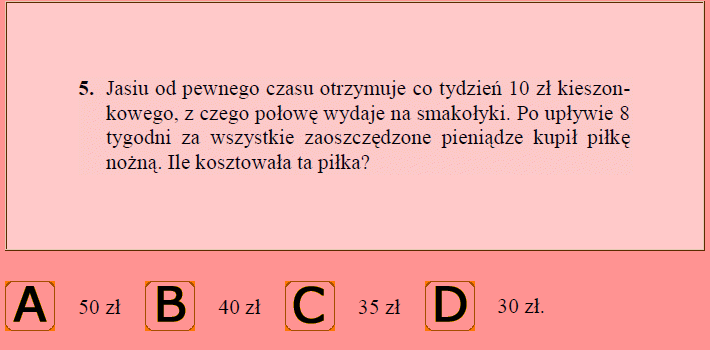 5. Jasiu od pewnego czasu otrzymuje co tydzień 10 zł kieszon-
kowego, z czego połowę wydaje na smakołyki. Po upływie 8
tygodni za wszystkie zaoszczędzone pieniądze kupił piłkę
nożną. Ile kosztowała ta piłka?
A 50 zł B 40 zł C 35 zł D 30 zł.